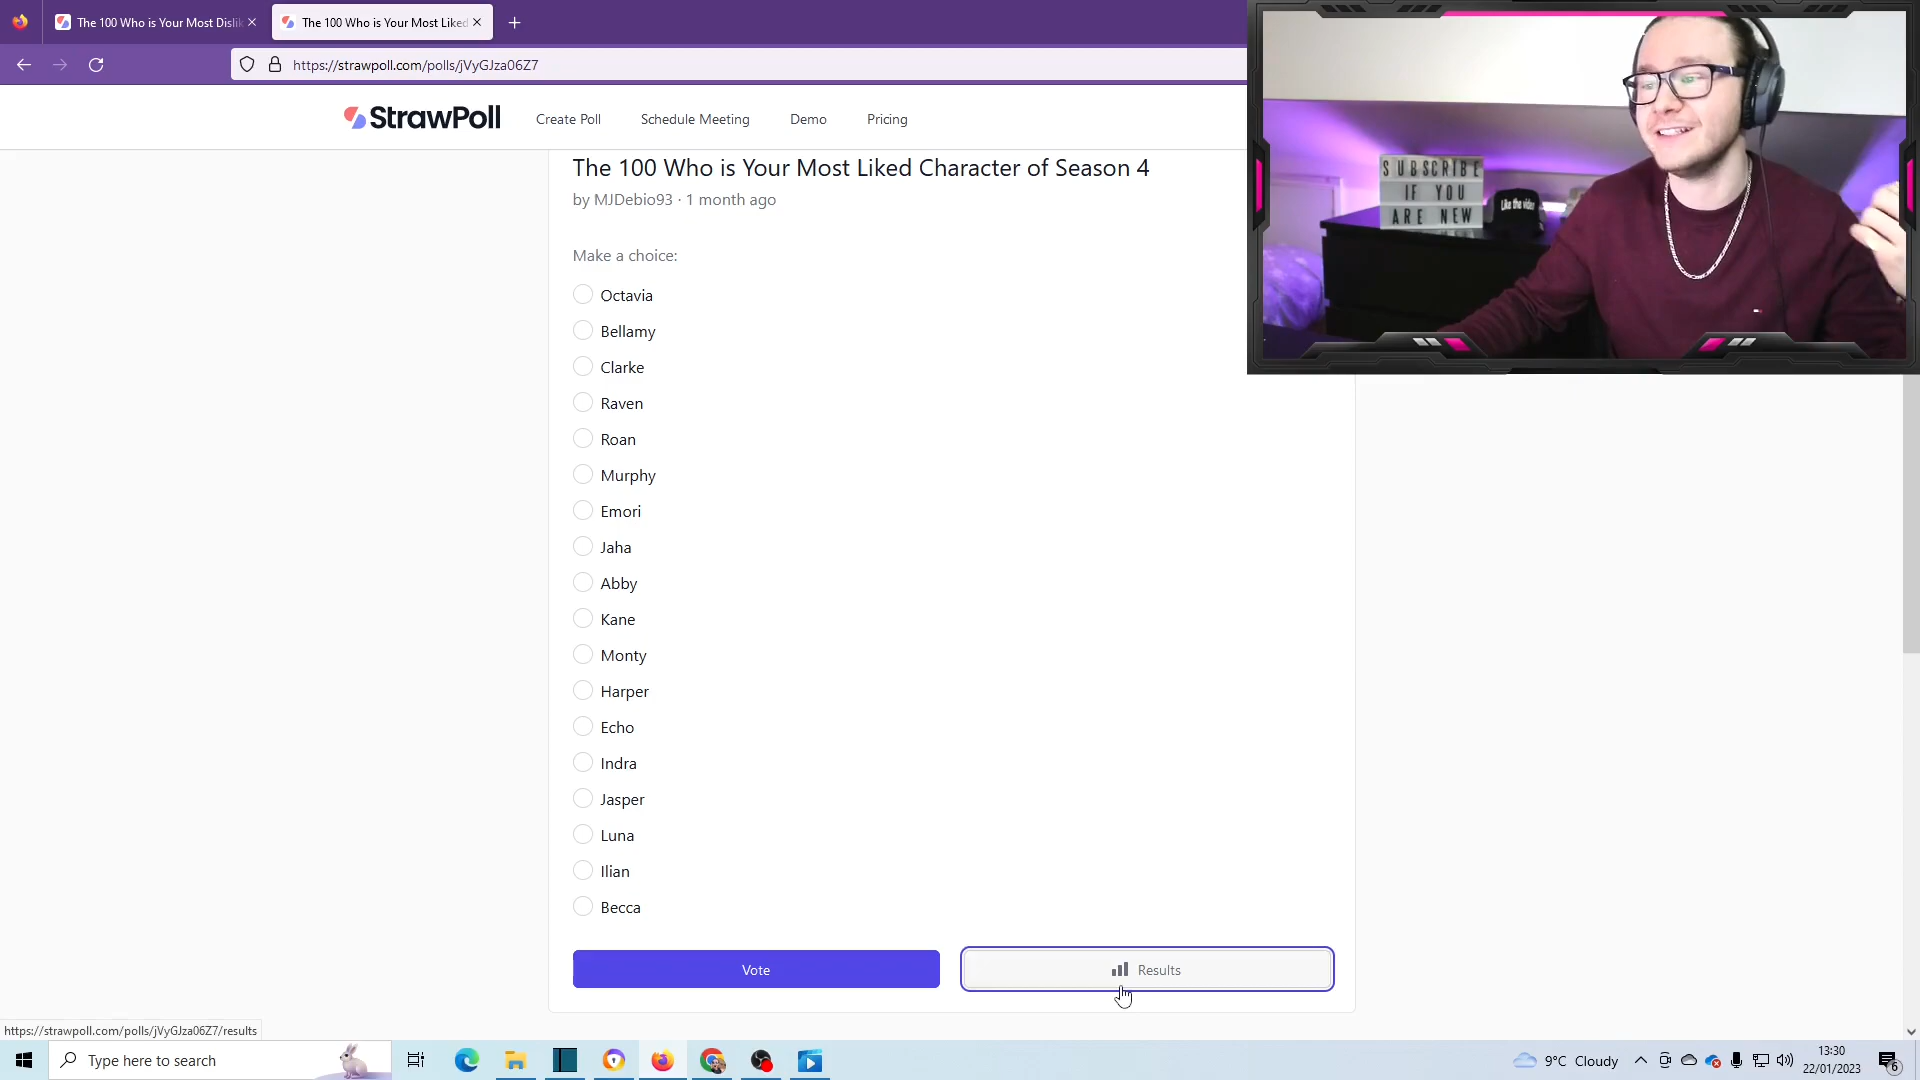 The 100 Who is Your Most Dislik
The 100 Who is Your Most Liked
https://strawpoll.com/polls/jVyGJza06Z7
StrawPoll
Create Poll
Schedule Meeting
Demo
Pricing
SUBSCRIBE
IF YOU
ARE NEW
Like the video
The 100 Who is Your Most Liked Character of Season 4
by MJDebio93 · 1 month ago
Make a choice:
Octavia
Bellamy
Clarke
Raven
Roan
Murphy
Emori
Jaha
Abby
Kane
Monty
Harper
Echo
Indra
Jasper
Luna
Ilian
Becca
Vote
Results
https://strawpoll.com/polls/jVyGJza06Z7/results
Type here to search
9°C Cloudy
13:30
22/01/2023
6